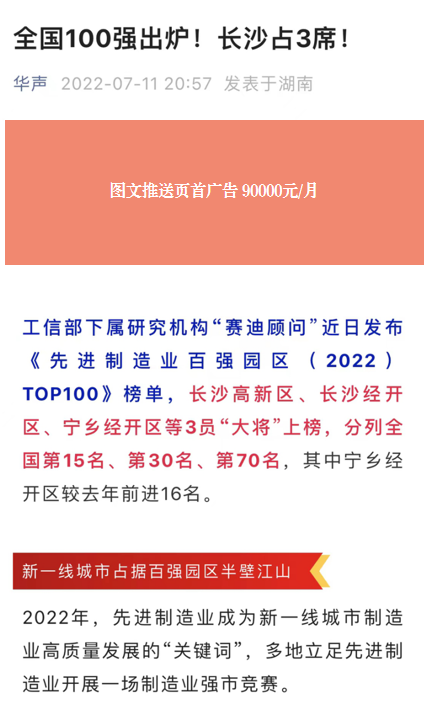 全国100强出炉！长沙占3席！
华声 2022-07-11 20:57 发表于湖南
图文推送页首广告 90000元/月
工信部下属研究机构“赛迪顾问”近日发布
《先进制造业百强园区（2022）
TOP100》榜单，长沙高新区、长沙经开
区、宁乡经开区等3员“大将”上榜，分列全
国第15名、第30名、第70名，其中宁乡经
开区较去年前进16名。
新一线城市占据百强园区半壁江山
2022年，先进制造业成为新一线城市制造
业高质量发展的“关键词”，多地立足先进制
造业开展一场制造业强市竞赛。